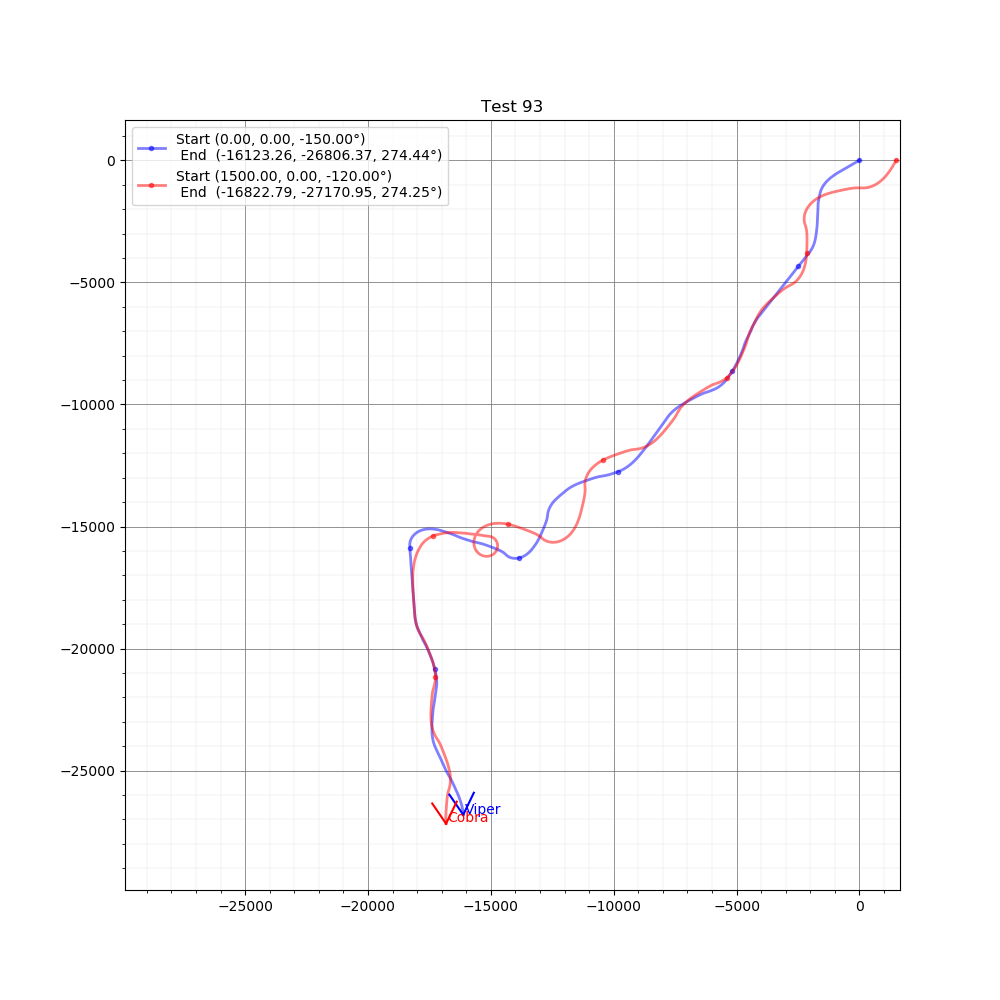 Test 93
Start (0.00, 0.00, -150.00°)
End (-16123.26, -26806.37, 274.44°)
Start (1500.00, 0.00, -120.00°)
End (-16822.79, -27170.95, 274.25°)
0
−5000
−10000
−15000
−20000
−25000
Viper
Cobra
−25000
−20000
−15000
−10000
−5000
0